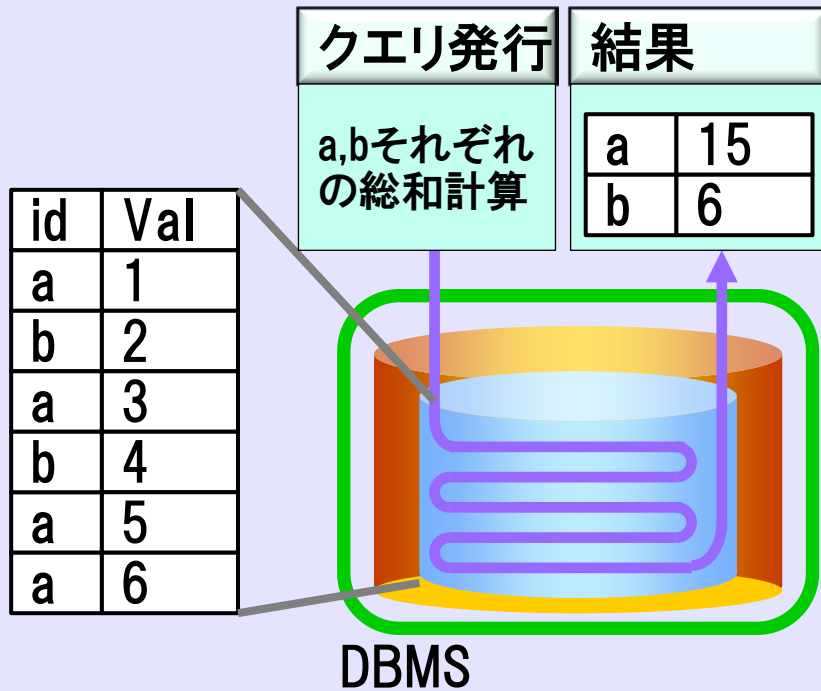 クエリ発行
a,bそれぞれ
の総和計算
結果
a 15
b 6
id Val
a 1
b 2
a 3
b 4
a 5
a 6
DBMS